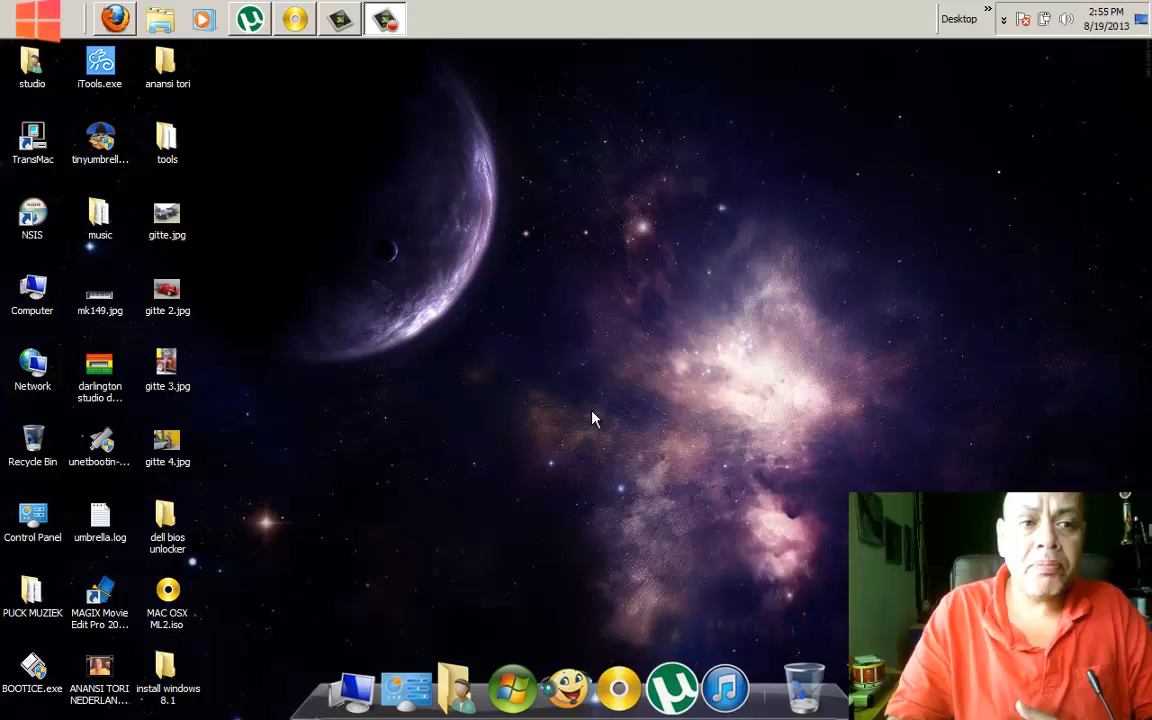 Desktop
»
2:55 PM
8/19/2013
studio
iTools.exe
anansi tori
TransMac
tinyumbrell...
tools
NSIS
music
gitte.jpg
Computer
mk149.jpg
gitte 2.jpg
Network
darlington
studio d...
gitte 3.jpg
Recycle Bin
unetbootin-...
gitte 4.jpg
Control Panel
umbrella.log
dell bios
unlocker
PUCK MUZIEK
MAGIX Movie
Edit Pro 20...
MAC OSX
ML2.iso
BOOTICE.exe
ANANSI TORI
NEDERLAN...
install windows
8.1